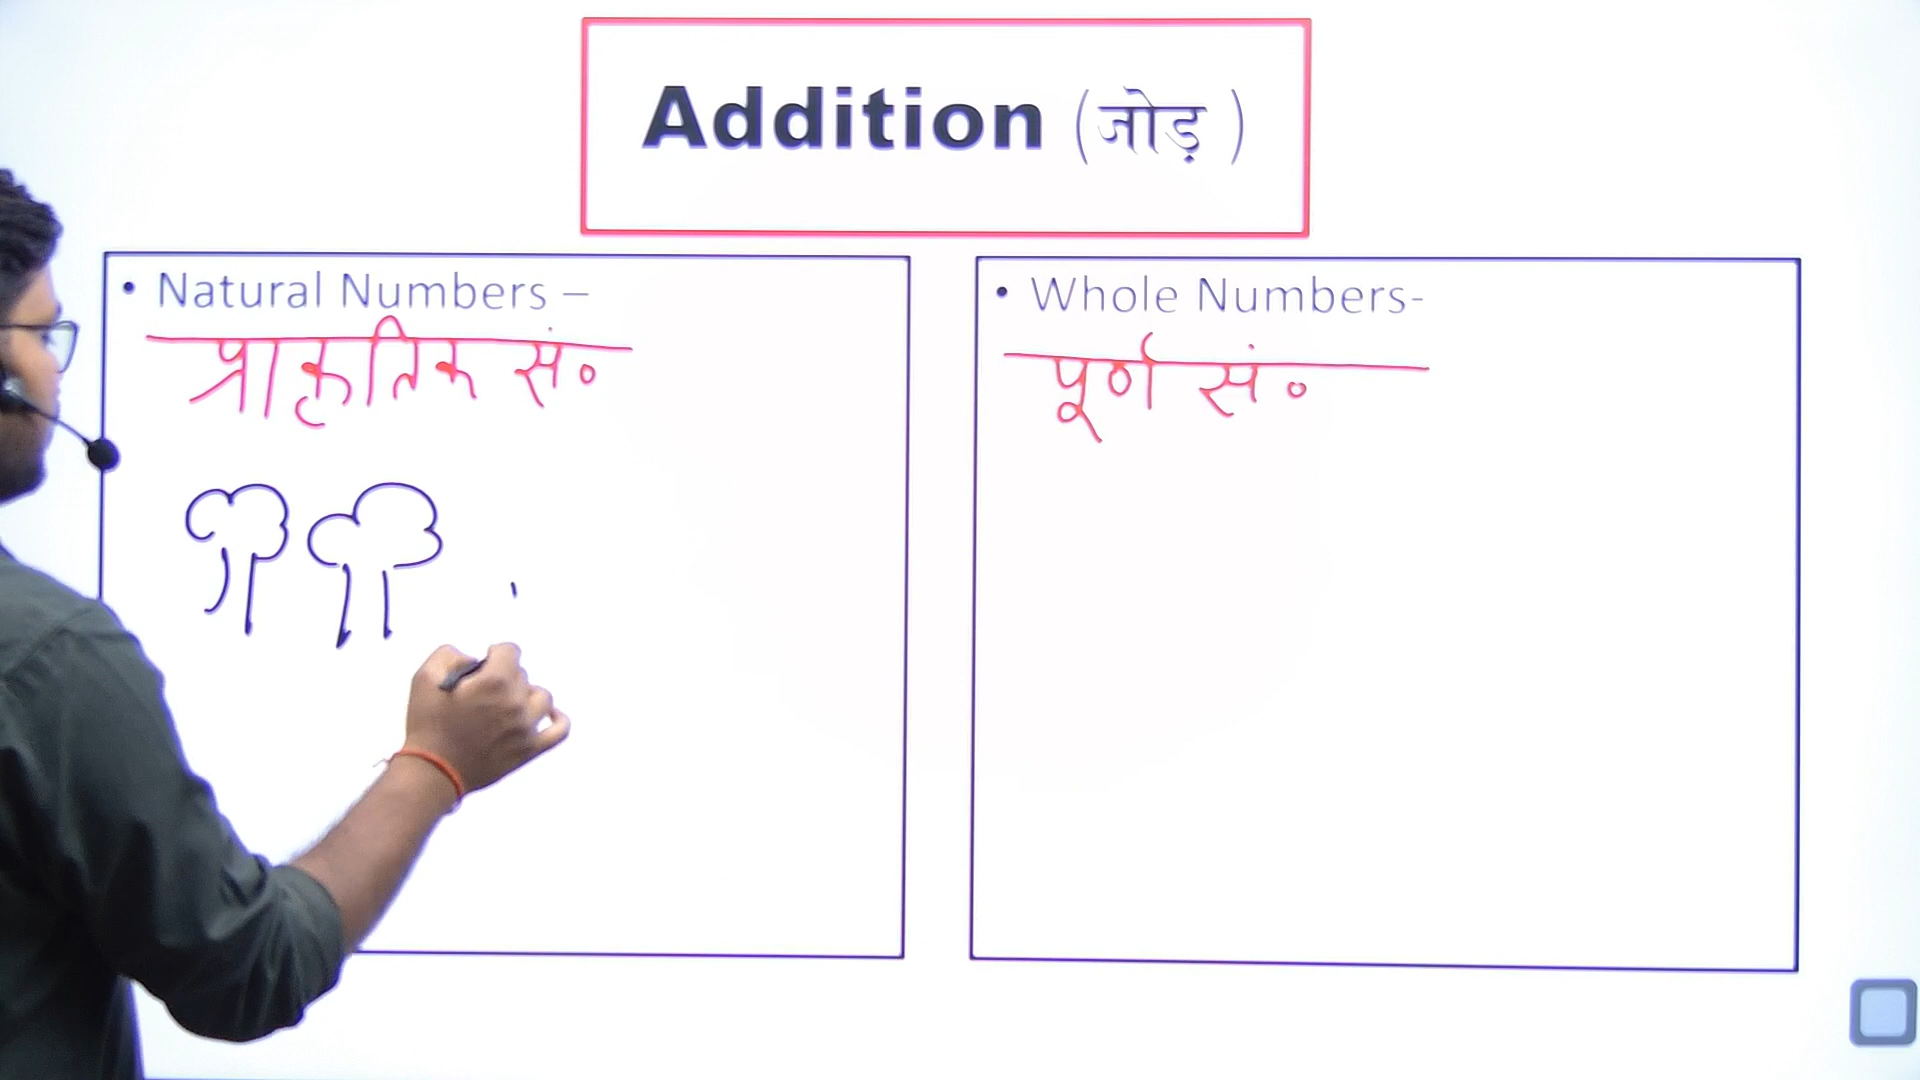 Addition (जोड़ )
• Natural Numbers –
प्राकृतिक सं०
• Whole Numbers-
पूर्ण सं०